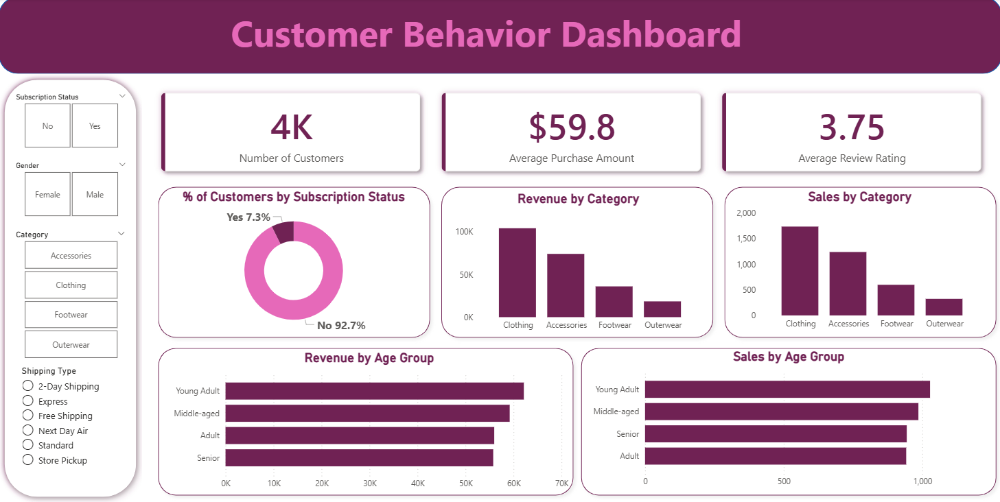 Customer Behavior Dashboard
Subscription Status
No Yes
Gender
Female Male
Category
Accessories
Clothing
Footwear
Outerwear
Shipping Type
2-Day Shipping
Express
Free Shipping
Next Day Air
Standard
Store Pickup
4K
Number of Customers
$59.8
Average Purchase Amount
3.75
Average Review Rating
% of Customers by Subscription Status
Yes 7.3%
No 92.7%
Revenue by Category
100K
50K
0K
Clothing Accessories Footwear Outerwear
Sales by Category
2,000
1,500
1,000
500
0
Clothing Accessories Footwear Outerwear
Revenue by Age Group
Young Adult
Middle-aged
Adult
Senior
0K 10K 20K 30K 40K 50K 60K 70K
Sales by Age Group
Young Adult
Middle-aged
Senior
Adult
0 500 1,000